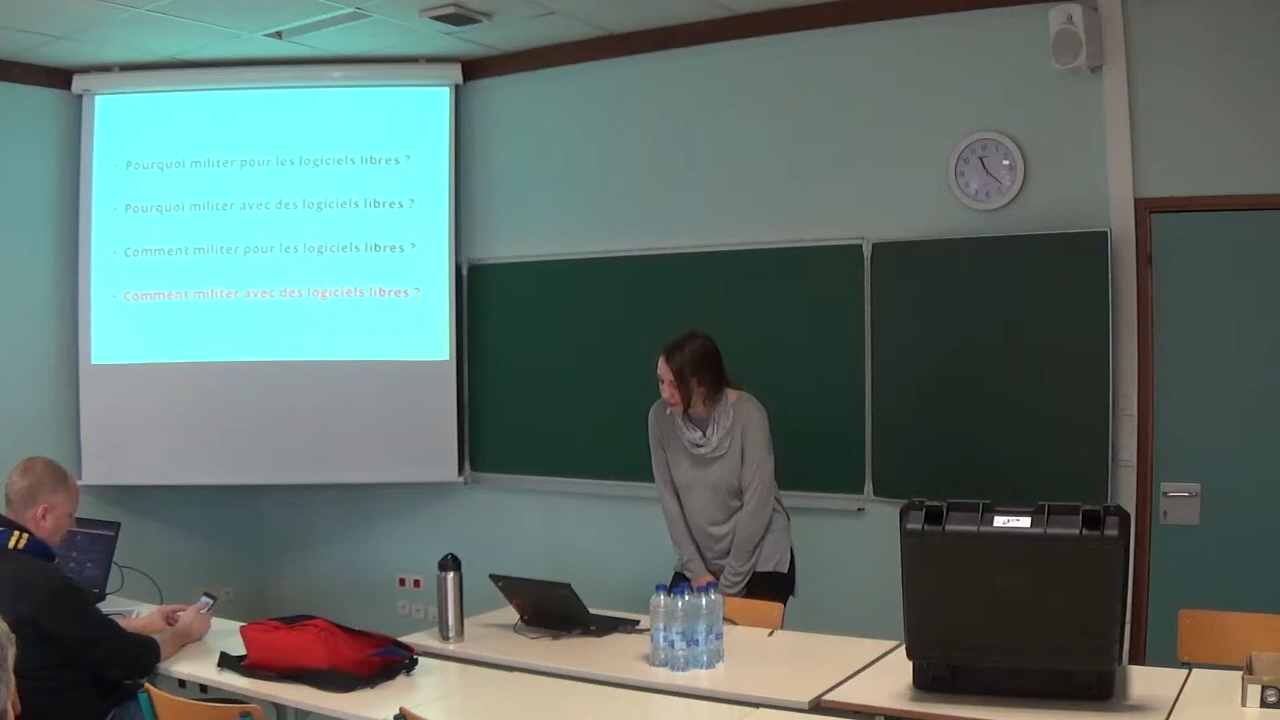 - Pourquoi militer pour les logiciels libres ?
- Pourquoi militer avec des logiciels libres ?
- Comment militer pour les logiciels libres ?
- Comment militer avec des logiciels libres ?